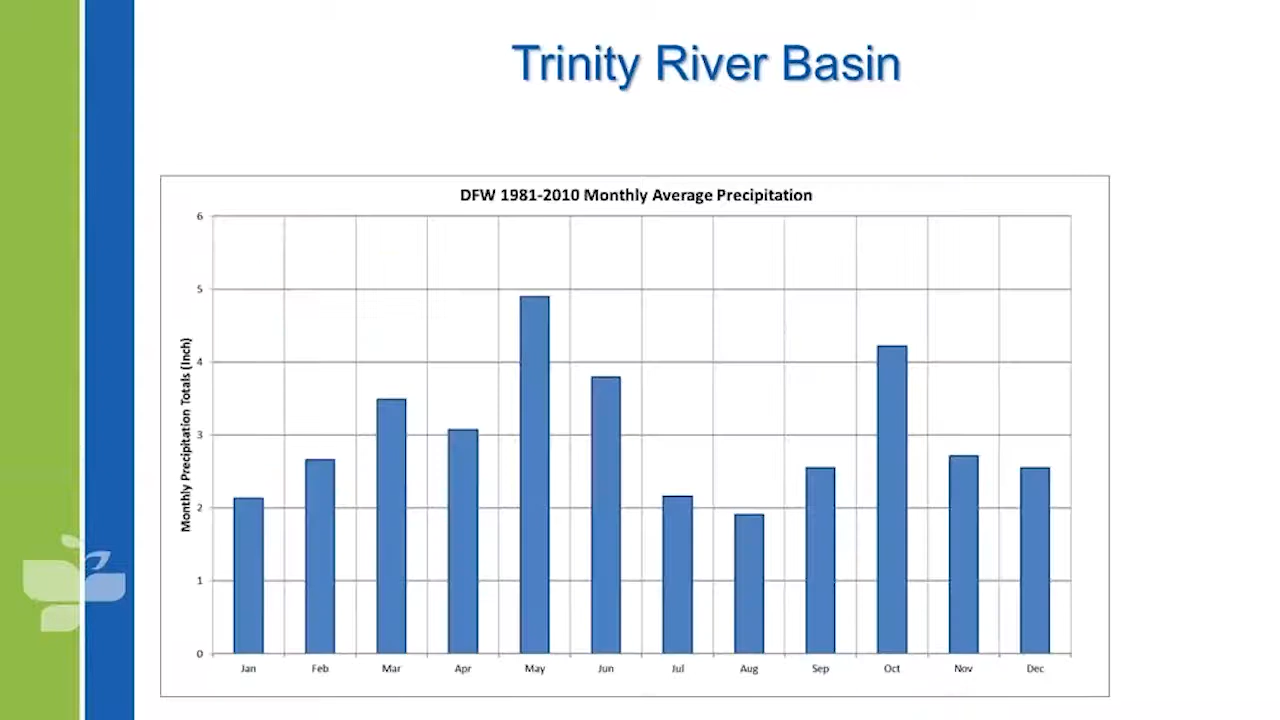 Trinity River Basin
DFW 1981-2010 Monthly Average Precipitation
Monthly Precipitation Totals (Inch)
6
5
4
3
2
1
0
Jan Feb Mar Apr May Jun Jul Aug Sep Oct Nov Dec